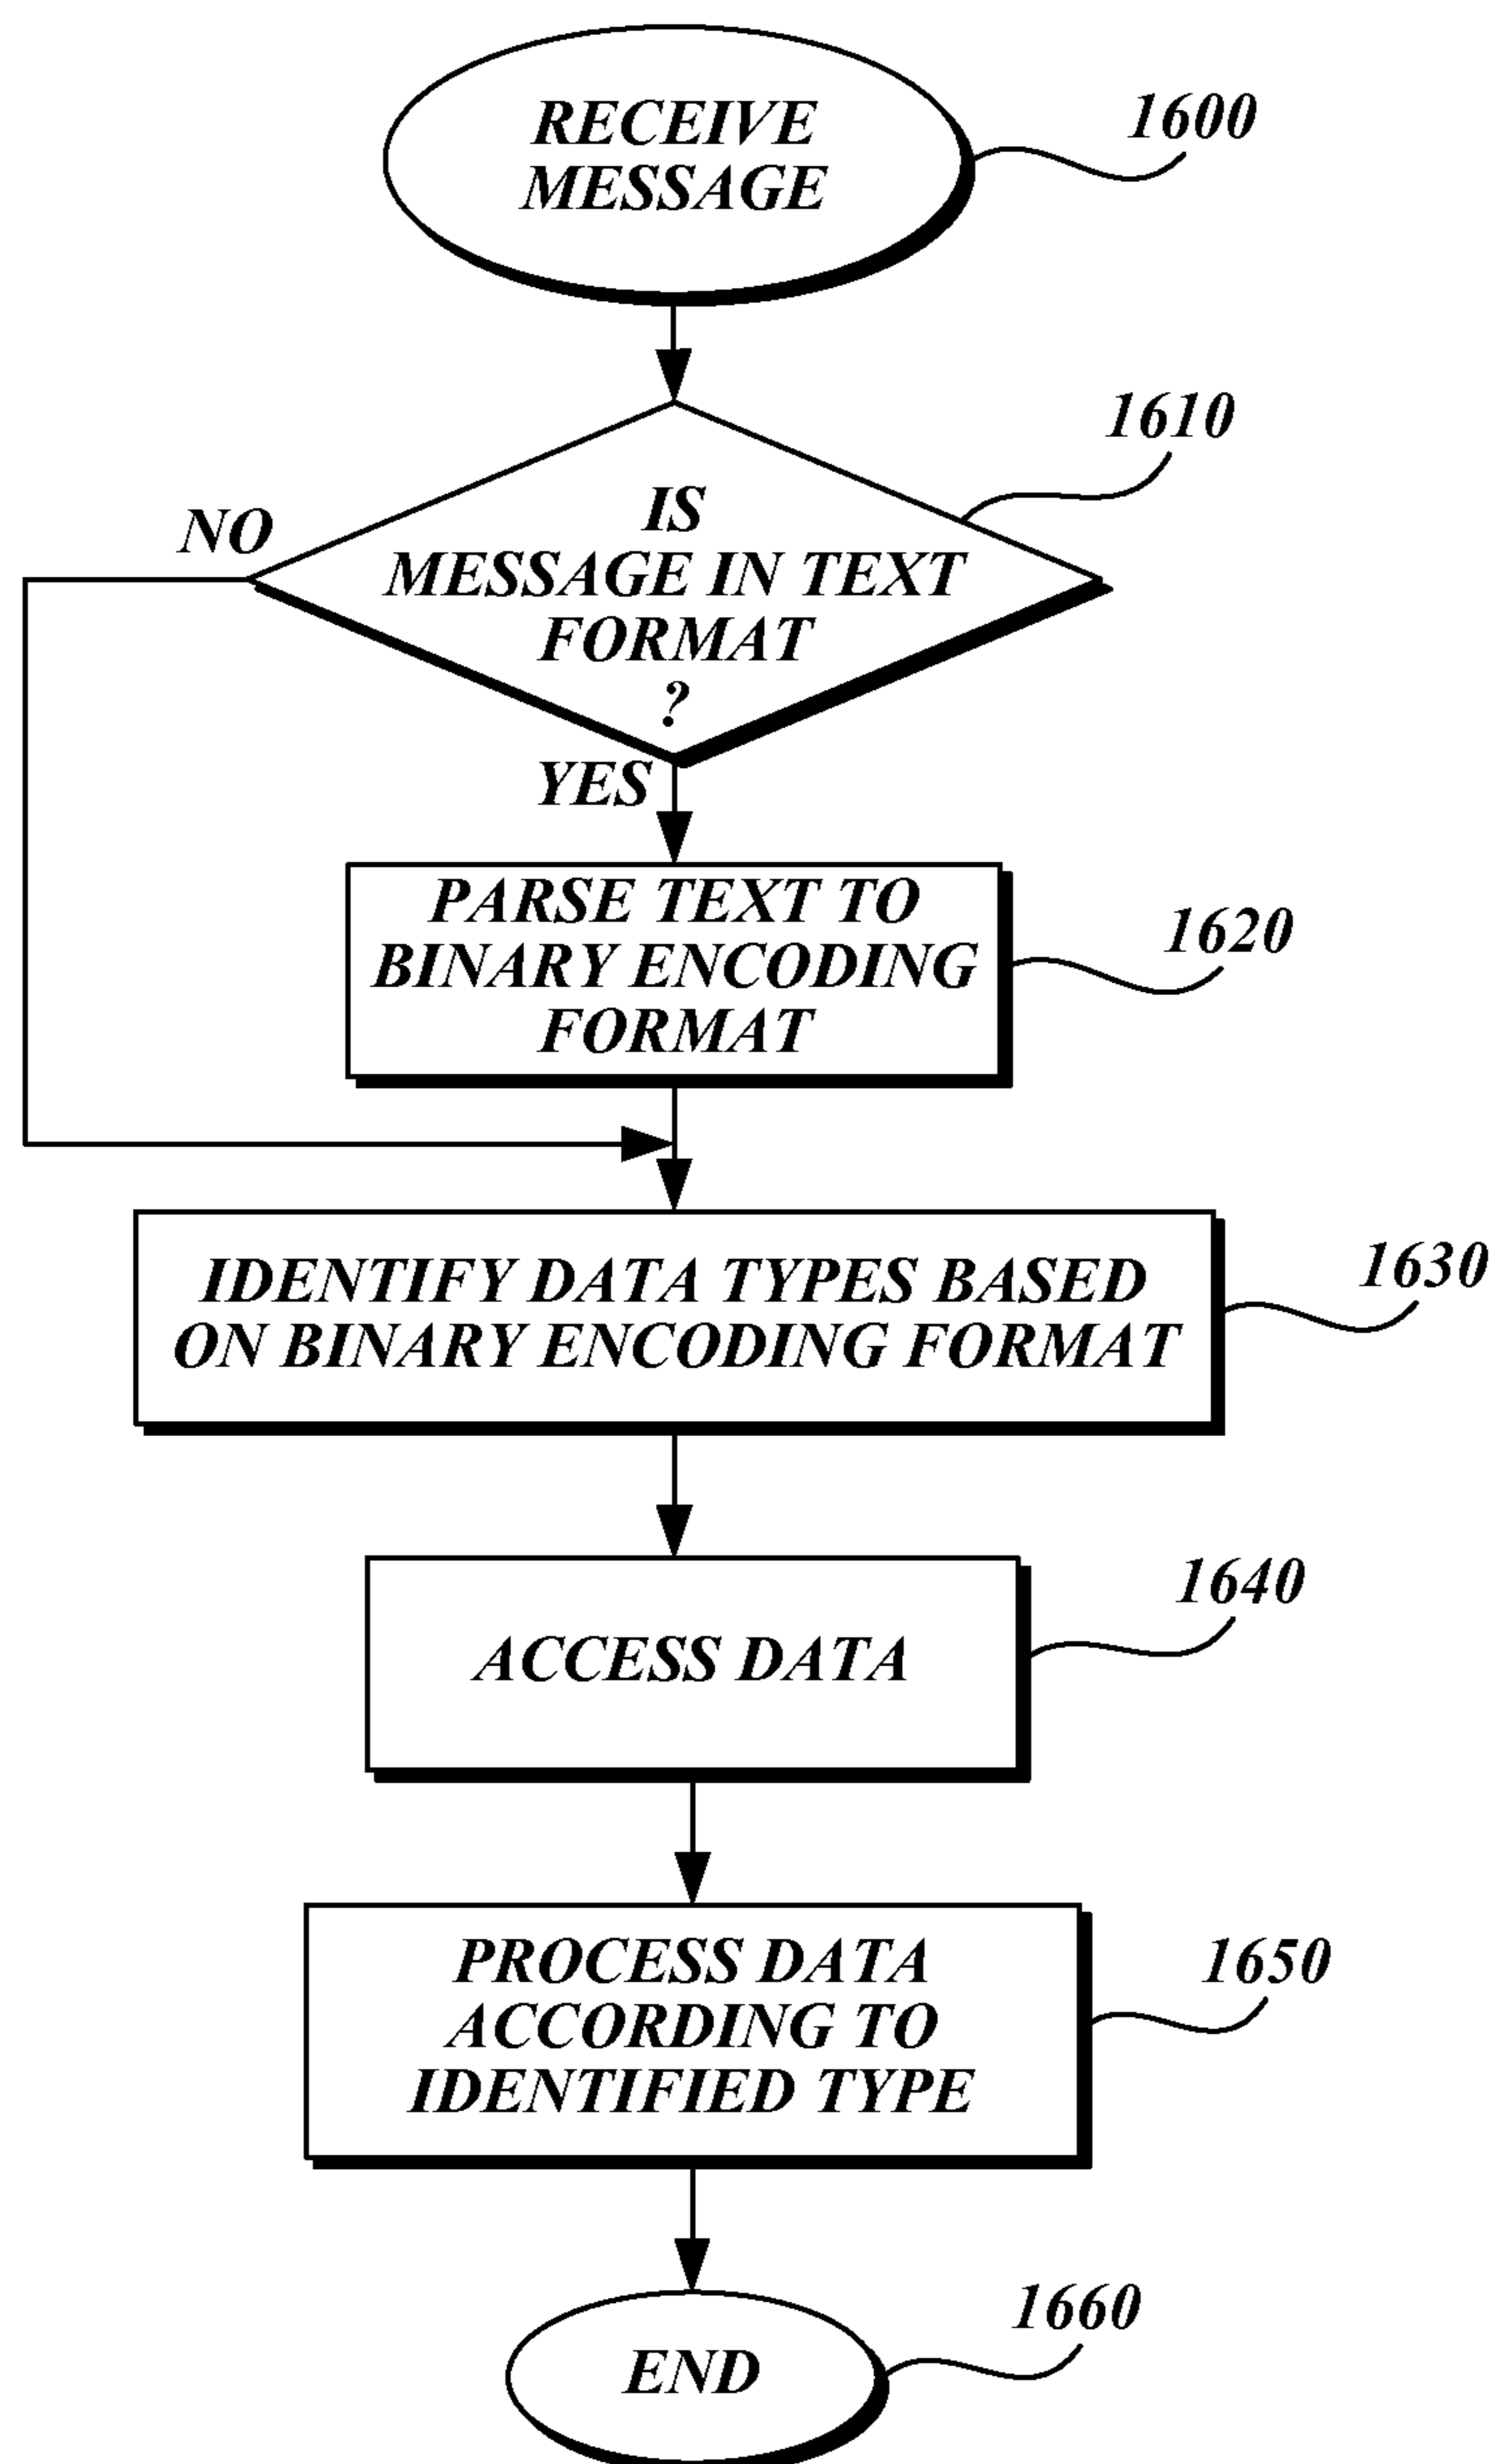 RECEIVE
MESSAGE
1600
1610
IS
MESSAGE IN TEXT
FORMAT
?
NO
YES
PARSE TEXT TO
BINARY ENCODING
FORMAT
1620
IDENTIFY DATA TYPES BASED
ON BINARY ENCODING FORMAT
1630
ACCESS DATA
1640
PROCESS DATA
ACCORDING TO
IDENTIFIED TYPE
1650
END
1660